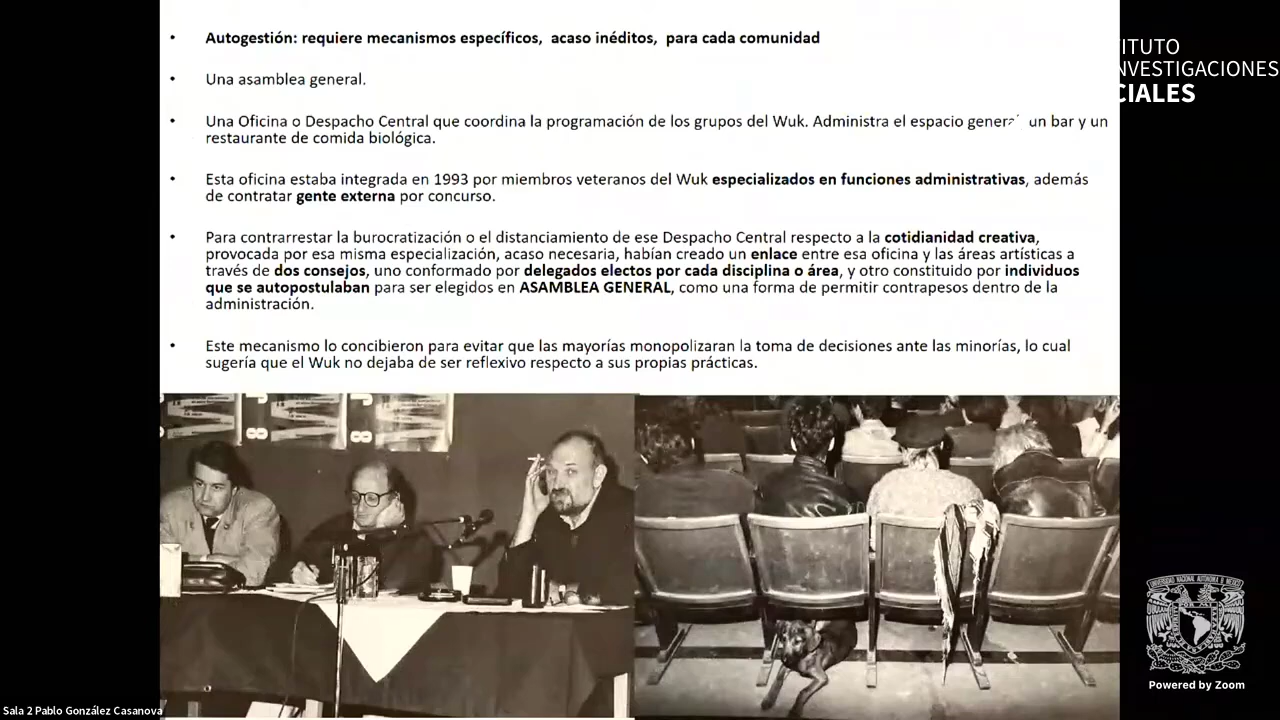 • Autogestión: requiere mecanismos específicos, acaso inéditos, para cada comunidad
• Una asamblea general.
• Una Oficina o Despacho Central que coordina la programación de los grupos del Wuk. Administra el espacio general un bar y un
restaurante de comida biológica.
• Esta oficina estaba integrada en 1993 por miembros veteranos del Wuk especializados en funciones administrativas, además
de contratar gente externa por concurso.
• Para contrarrestar la burocratización o el distanciamiento de ese Despacho Central respecto a la cotidianidad creativa,
provocada por esa misma especialización, acaso necesaria, habían creado un enlace entre esa oficina y las áreas artísticas a
través de dos consejos, uno conformado por delegados electos por cada disciplina o área, y otro constituido por individuos
que se autopostulaban para ser elegidos en ASAMBLEA GENERAL, como una forma de permitir contrapesos dentro de la
administración.
• Este mecanismo lo concibieron para evitar que las mayorías monopolizaran la toma de decisiones ante las minorías, lo cual
sugería que el Wuk no dejaba de ser reflexivo respecto a sus propias prácticas.
ITUTO
NVESTIGACIONES
CIALES
Powered by Zoom
Sala 2 Pablo González Casanova